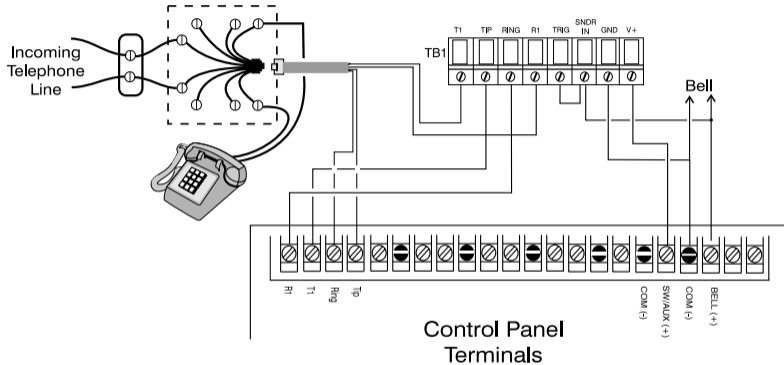 T1 TIP RING R1 TRIG SNDR IN GND V+
TB1
Incoming
Telephone
Line
Bell
R1 T1 Ring Tip COM (-) SW/AUX (+) COM (-) BELL (+)
Control Panel
Terminals